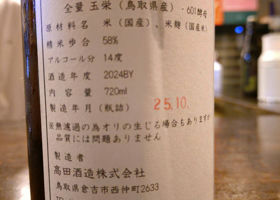 全量 玉栄（鳥取県産）・601酵母
原材料名　米（国産）、米麹（国産）
精米歩合　58%
アルコール分　14度
酒造年度　2024BY
内容量　720ml
製造年月（瓶詰）　25.10.
※無濾過の為オリの生じる場合もありますが
品質には問題ありません
製造者
高田酒造株式会社
鳥取県倉吉市西仲町2633